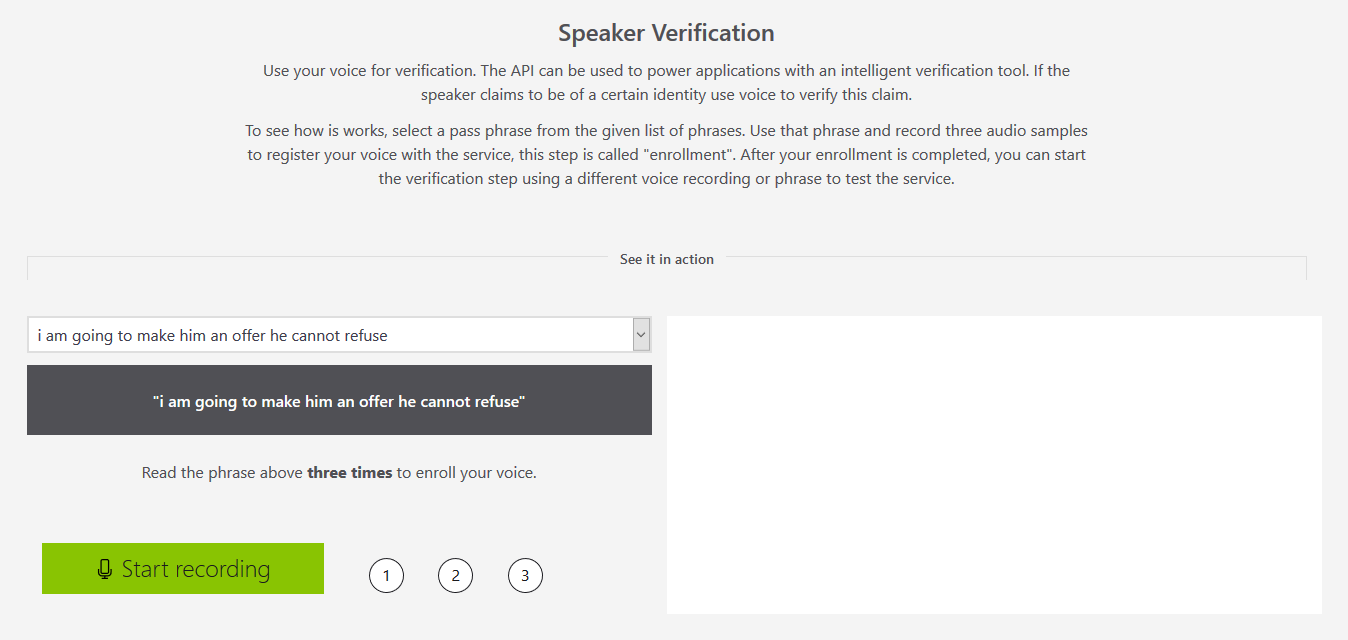 Speaker Verification
Use your voice for verification. The API can be used to power applications with an intelligent verification tool. If the
speaker claims to be of a certain identity use voice to verify this claim.
To see how is works, select a pass phrase from the given list of phrases. Use that phrase and record three audio samples
to register your voice with the service, this step is called "enrollment". After your enrollment is completed, you can start
the verification step using a different voice recording or phrase to test the service.
See it in action
i am going to make him an offer he cannot refuse
"i am going to make him an offer he cannot refuse"
Read the phrase above three times to enroll your voice.
Start recording 1 2 3